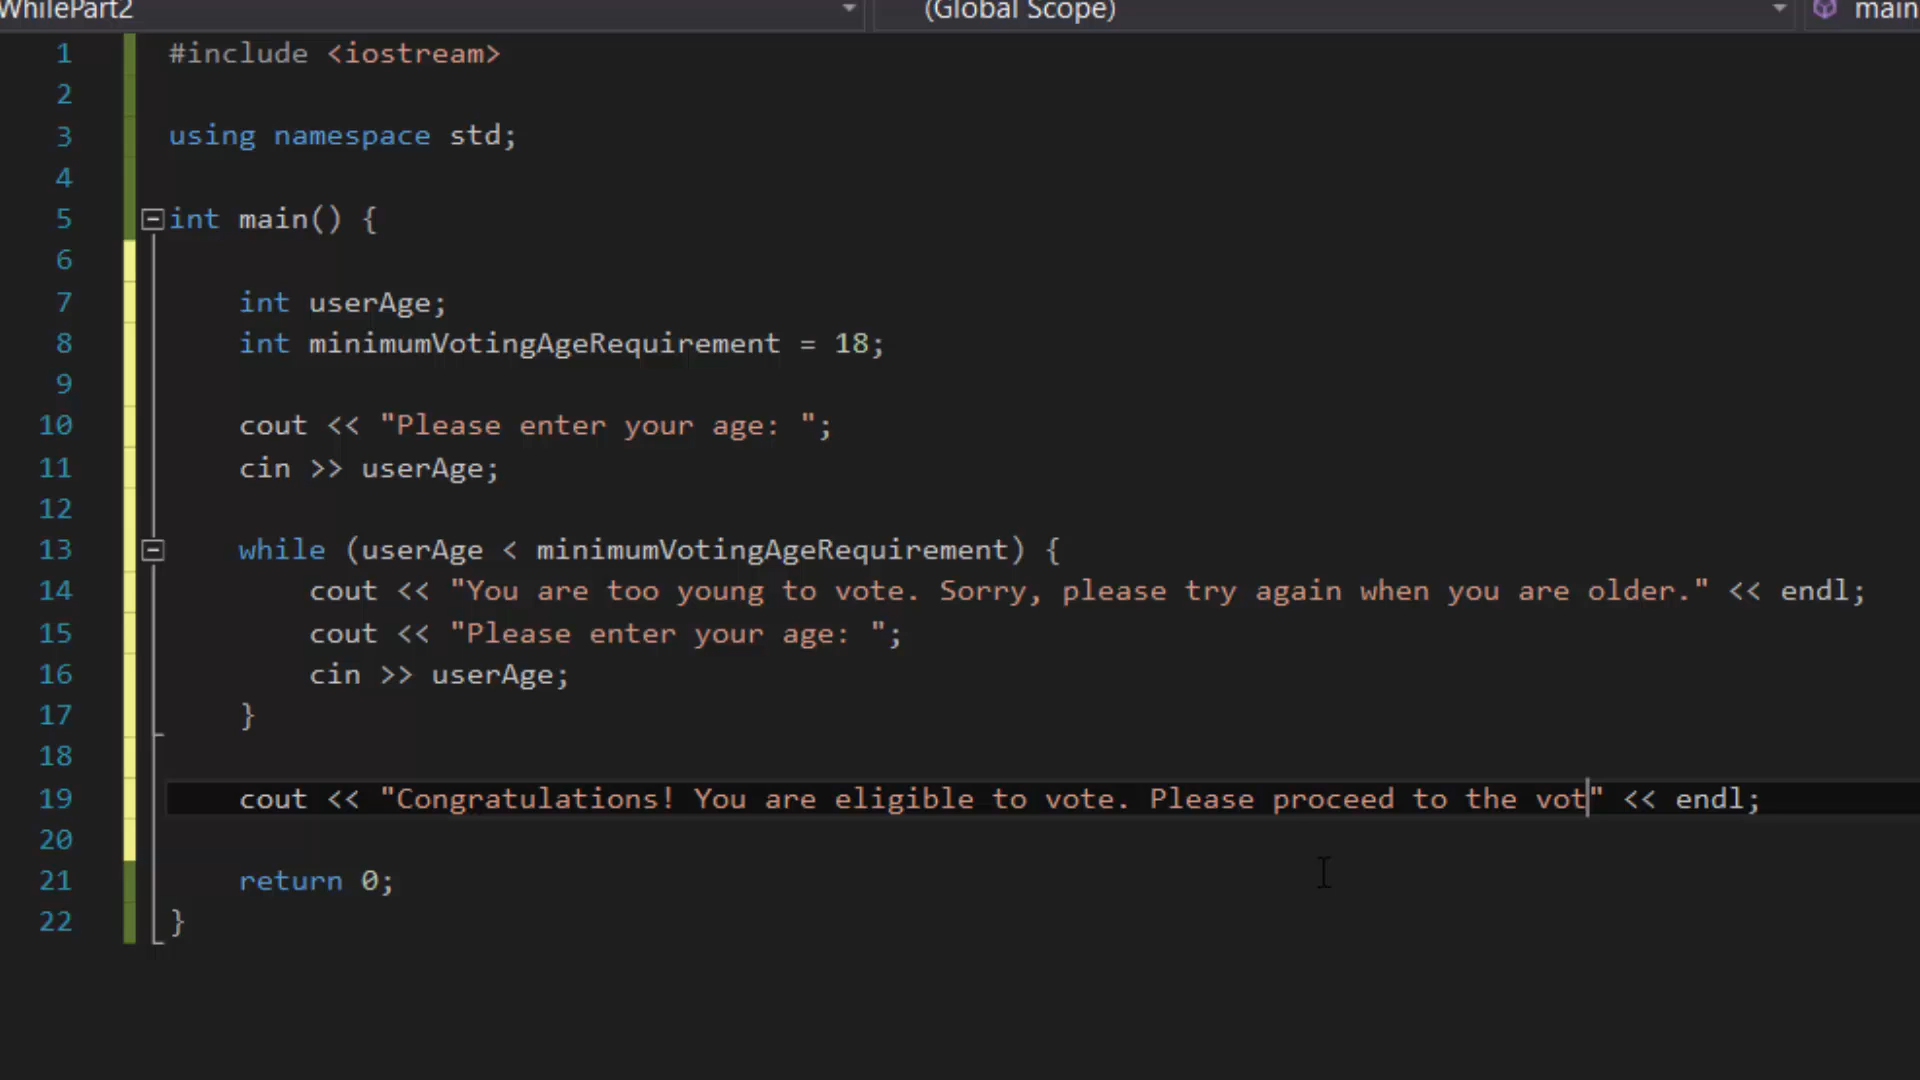 WhilePart2 (Global Scope) main
1 #include <iostream>
2
3 using namespace std;
4
5 int main() {
6
7 int userAge;
8 int minimumVotingAgeRequirement = 18;
9
10 cout << "Please enter your age: ";
11 cin >> userAge;
12
13 while (userAge < minimumVotingAgeRequirement) {
14 cout << "You are too young to vote. Sorry, please try again when you are older." << endl;
15 cout << "Please enter your age: ";
16 cin >> userAge;
17 }
18
19 cout << "Congratulations! You are eligible to vote. Please proceed to the vot" << endl;
20
21 return 0;
22 }